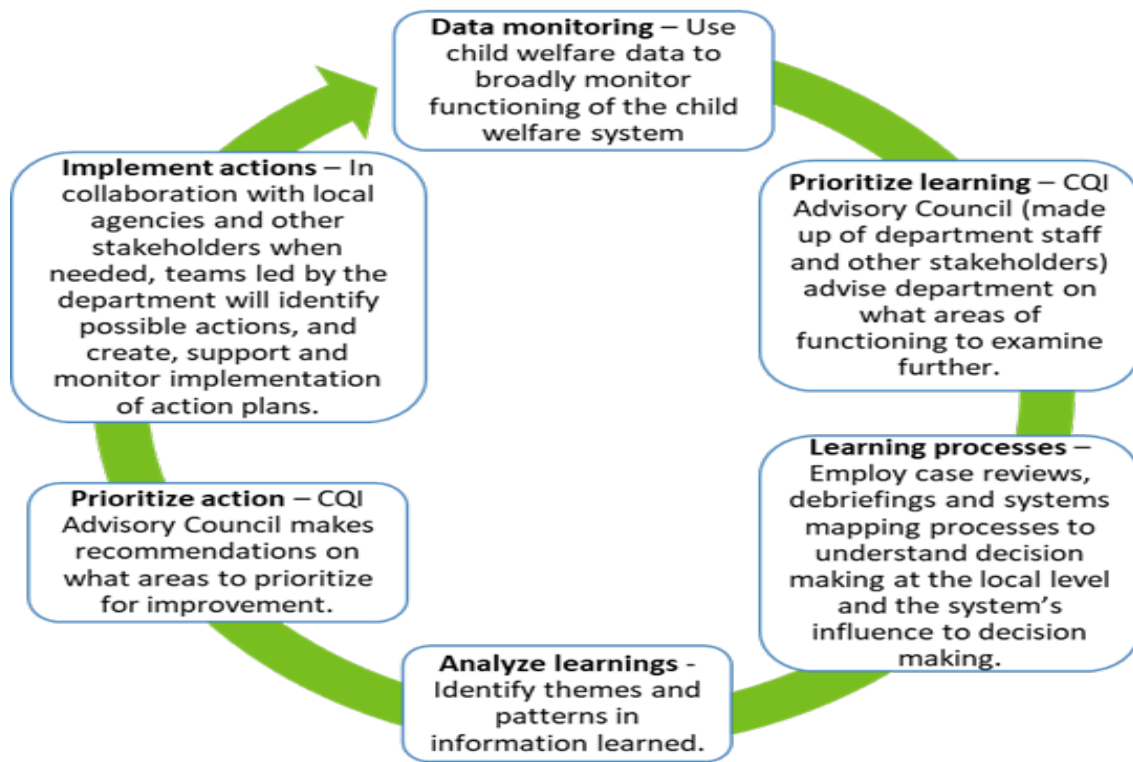 Data monitoring – Use
child welfare data to
broadly monitor
functioning of the child
welfare system
Prioritize learning – CQI
Advisory Council (made
up of department staff
and other stakeholders)
advise department on
what areas of
functioning to examine
further.
Learning processes –
Employ case reviews,
debriefings and systems
mapping processes to
understand decision
making at the local level
and the system's
influence to decision
making.
Analyze learnings -
Identify themes and
patterns in
information learned.
Prioritize action – CQI
Advisory Council makes
recommendations on
what areas to prioritize
for improvement.
Implement actions – In
collaboration with local
agencies and other
stakeholders when
needed, teams led by the
department will identify
possible actions, and
create, support and
monitor implementation
of action plans.